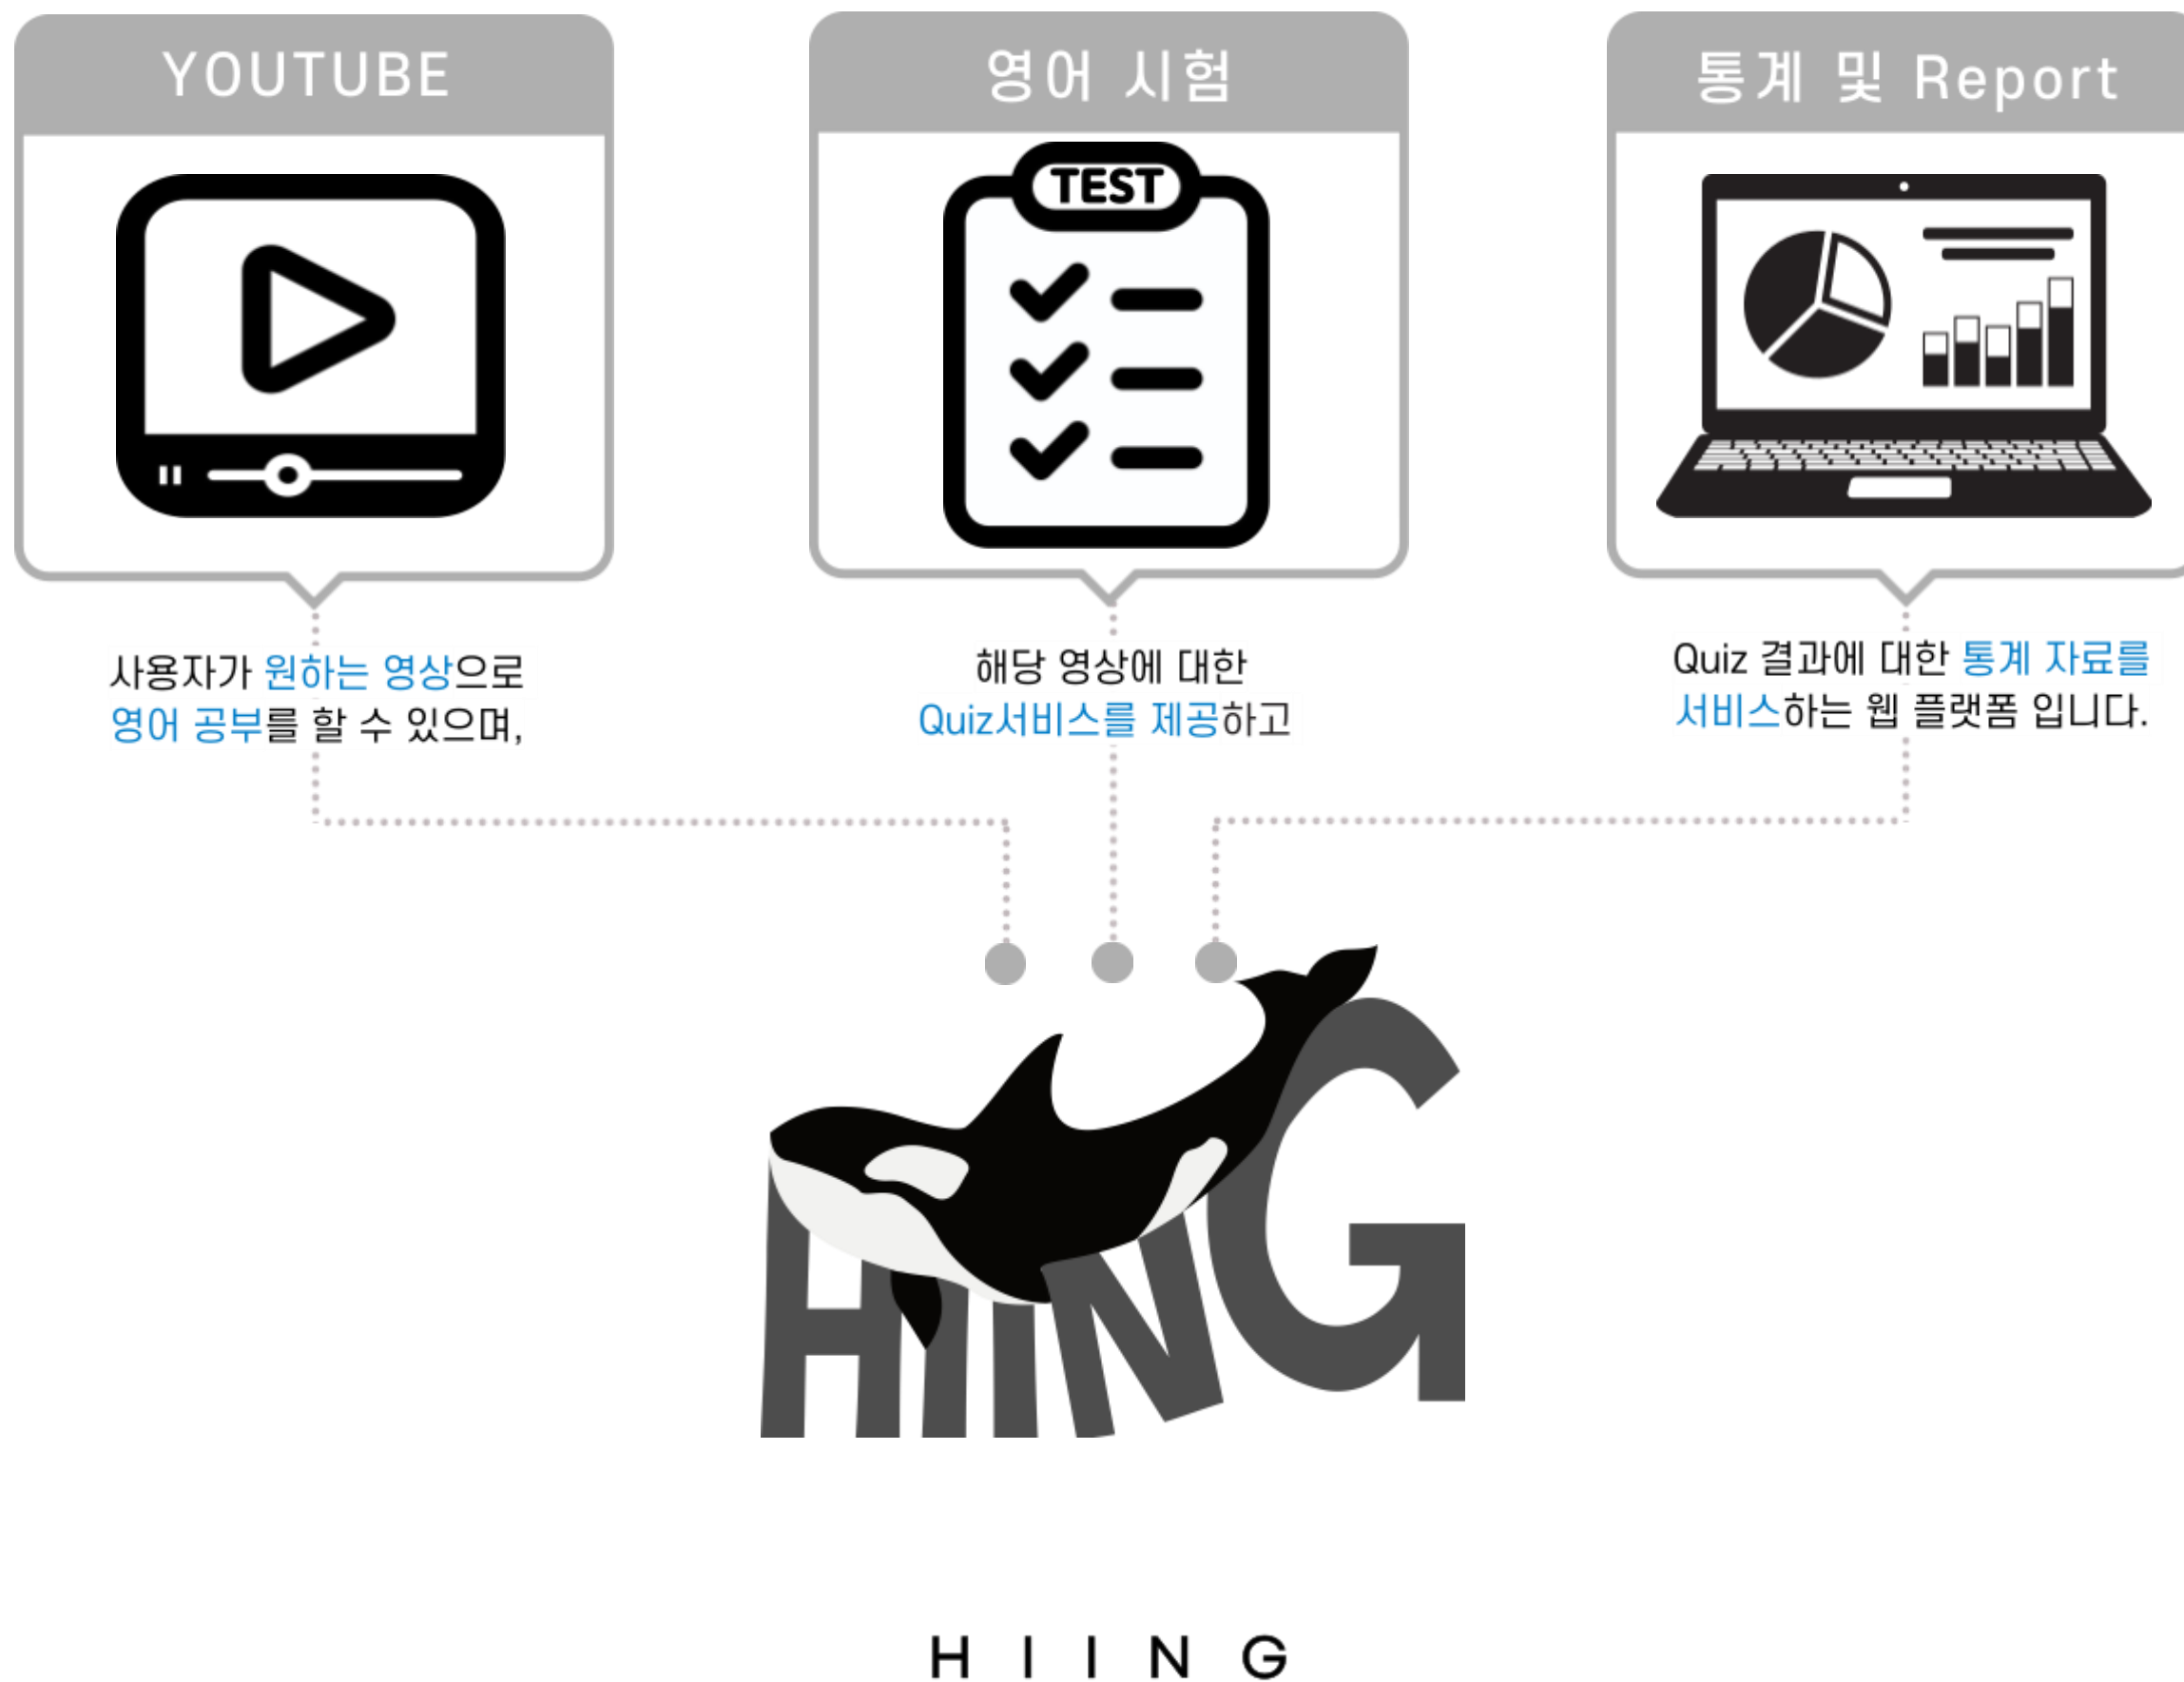 YOUTUBE
사용자가 원하는 영상으로
영어 공부를 할 수 있으며,
영어 시험
TEST
해당 영상에 대한
Quiz서비스를 제공하고
통계 및 Report
Quiz 결과에 대한 통계 자료를
서비스하는 웹 플랫폼 입니다.
HIING
H I I N G